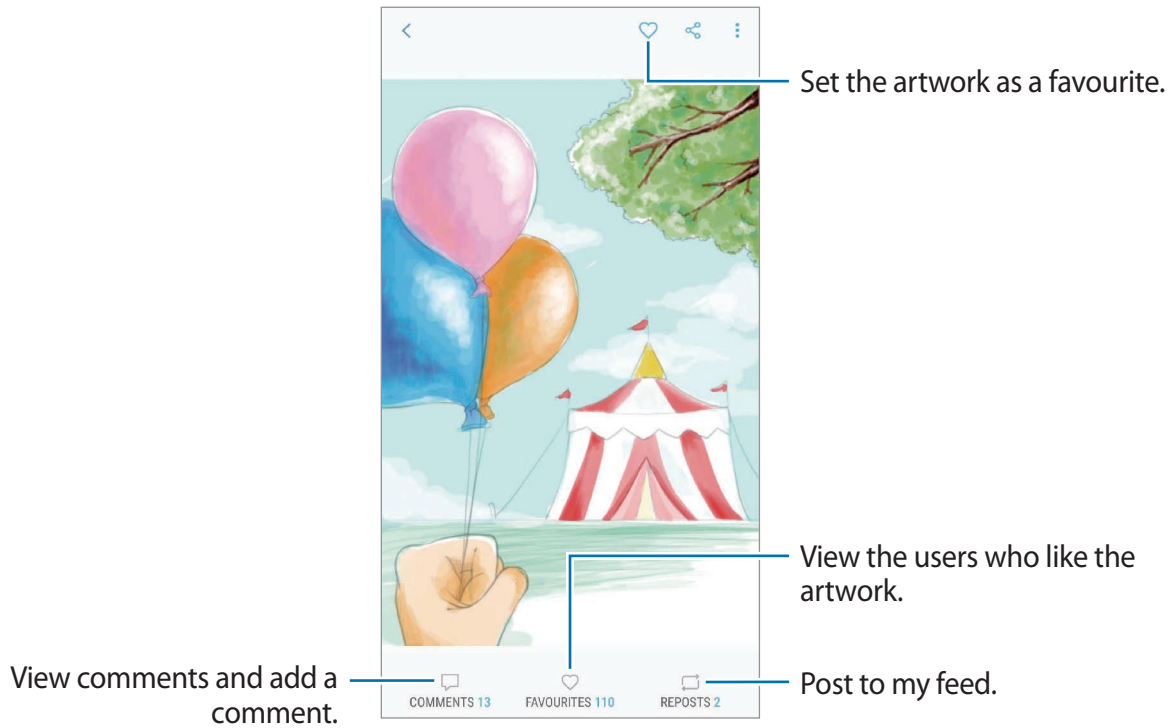 Set the artwork as a favourite.
View the users who like the
artwork.
View comments and add a
comment.
COMMENTS 13
FAVOURITES 110
REPOSTS 2
Post to my feed.